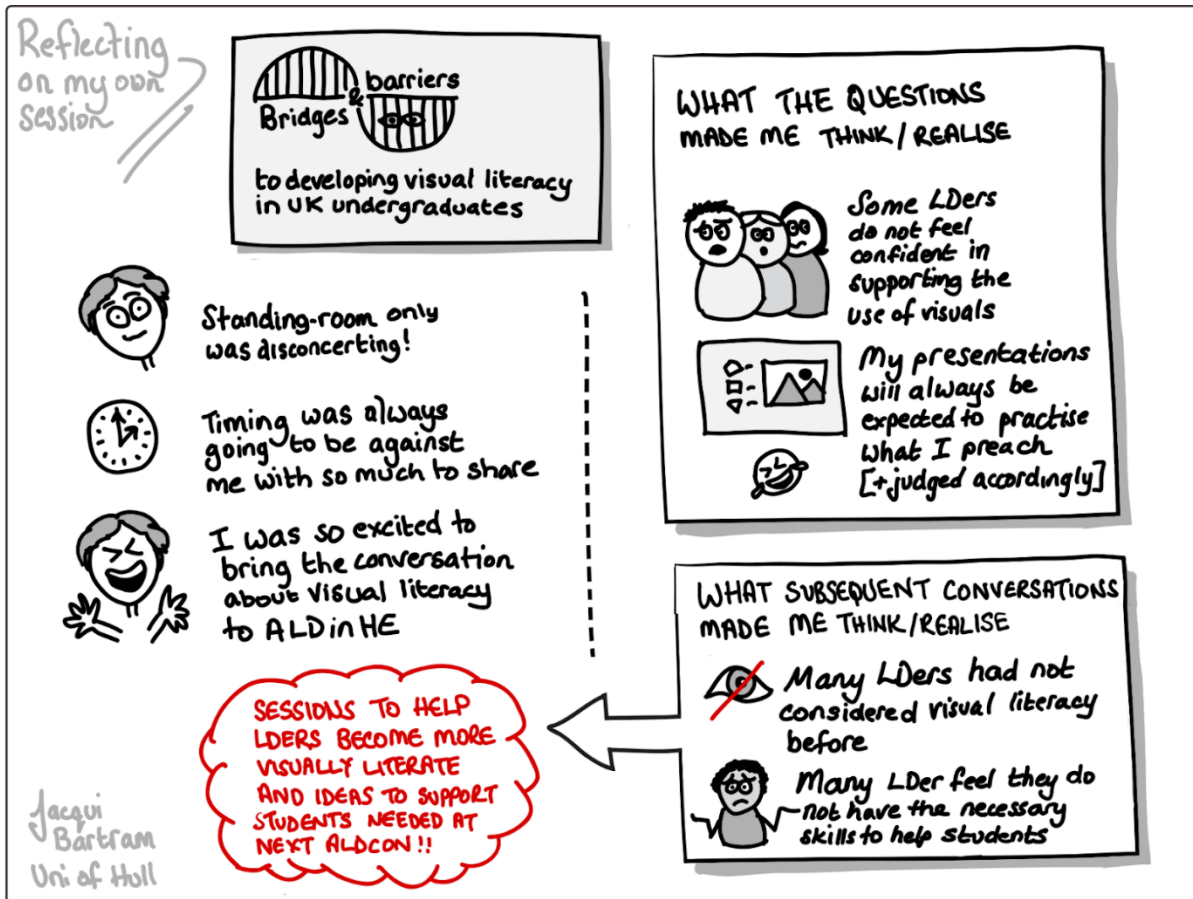 Reflecting
on my own
session
Bridges & barriers
to developing visual literacy
in UK undergraduates
Standing-room only
was disconcerting!
Timing was always
going to be against
me with so much to share
I was so excited to
bring the conversation
about visual literacy
to ALDinHE
WHAT THE QUESTIONS
MADE ME THINK/REALISE
Some LDers
do not feel
confident in
supporting the
use of visuals
My presentations
will always be
expected to practise
what I preach
[+judged accordingly]
WHAT SUBSEQUENT CONVERSATIONS
MADE ME THINK/REALISE
Many LDers had not
considered visual literacy
before
Many LDer feel they do
not have the necessary
skills to help students
SESSIONS TO HELP
LDERS BECOME MORE
VISUALLY LITERATE
AND IDEAS TO SUPPORT
STUDENTS NEEDED AT
NEXT ALDCON!!
Jacqui
Bartram
Uni of Hull